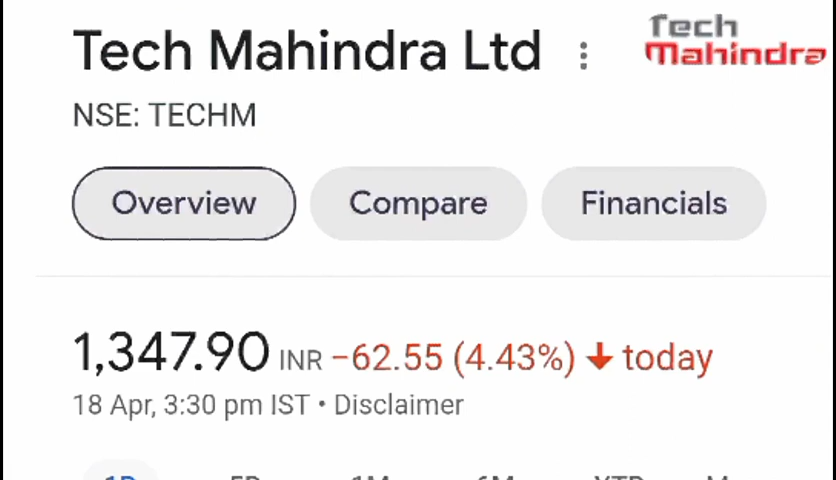 Tech Mahindra Ltd
Tech
Mahindra
NSE: TECHM
Overview Compare Financials
1,347.90 INR −62.55 (4.43%) ↓ today
18 Apr, 3:30 pm IST • Disclaimer